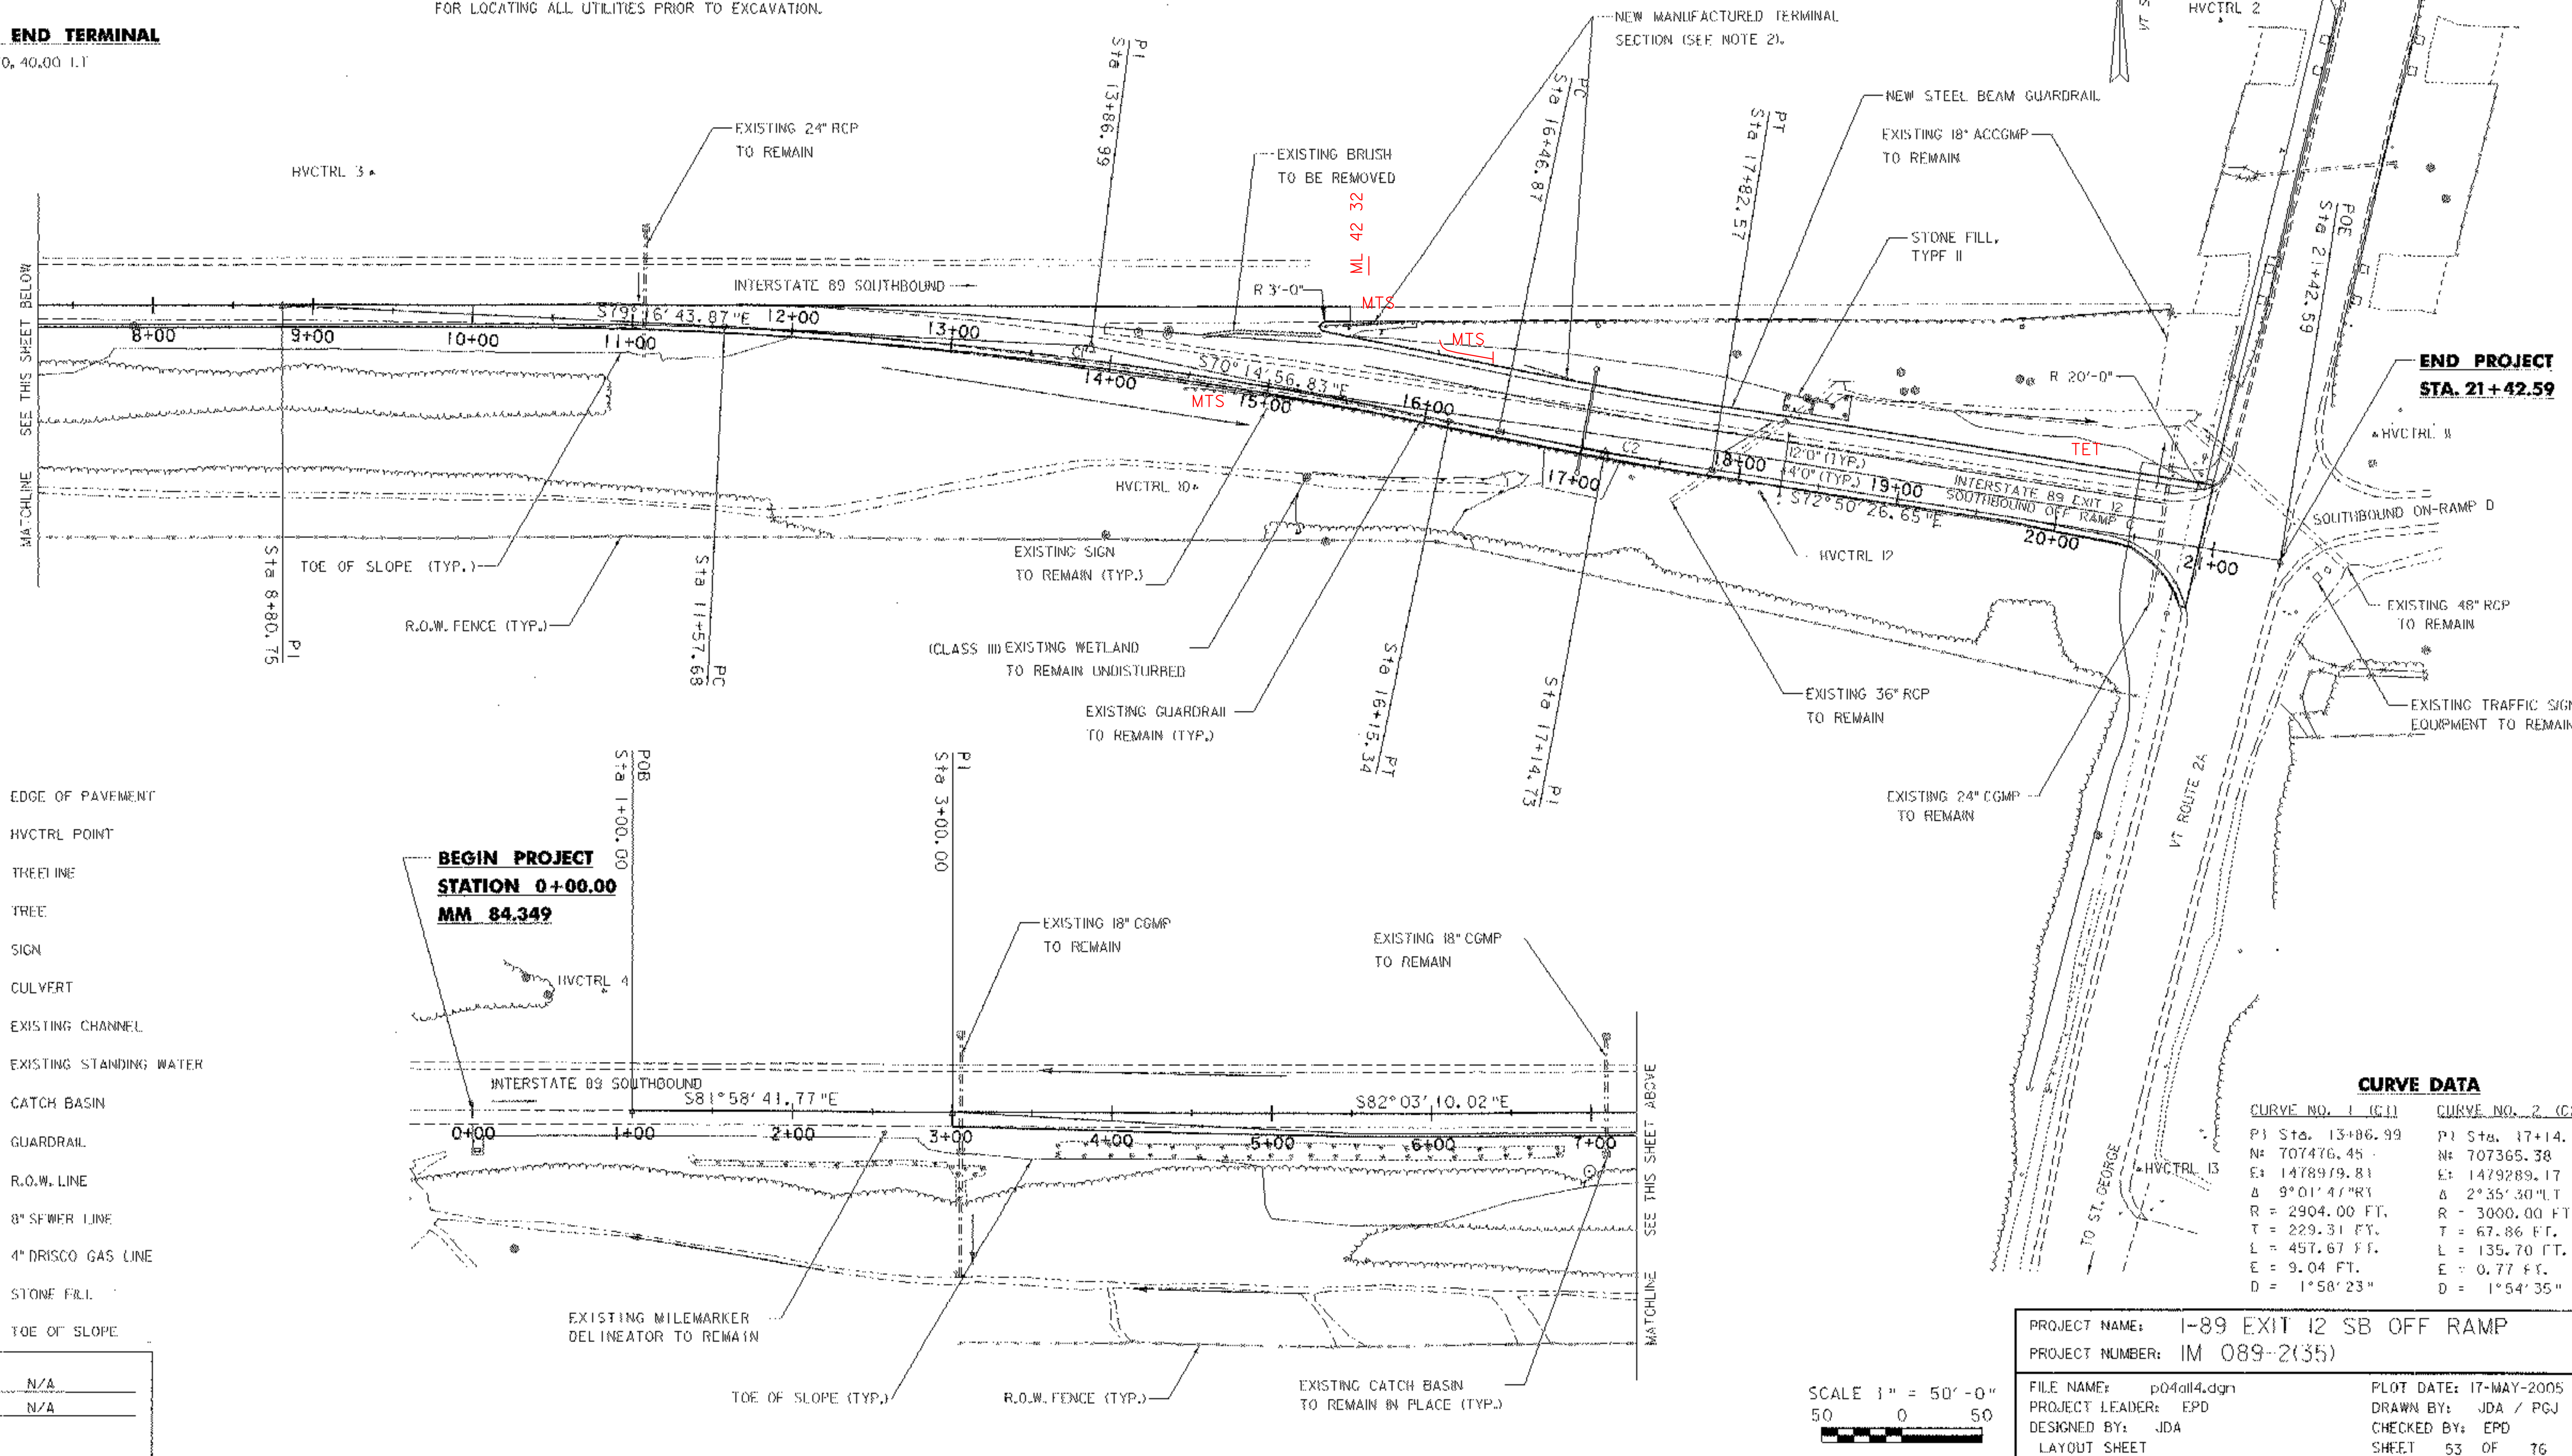 FOR LOCATING ALL UTILITIES PRIOR TO EXCAVATION.
END TERMINAL
0, 40.00 LT
HVCTRL 3
EXISTING 24" RCP
TO REMAIN
PI
Sta 13+86.99
EXISTING BRUSH
TO BE REMOVED
ML 42 32
NEW MANUFACTURED TERMINAL
SECTION (SEE NOTE 2).
PC
Sta 16+46.87
PT
Sta 17+82.57
NEW STEEL BEAM GUARDRAIL
EXISTING 18" ACCGMP
TO REMAIN
STONE FILL,
TYPE II
HVCTRL 2
POE
Sta 21+42.59
END PROJECT
STA. 21+42.59
HVCTRL 11
MATCHLINE SEE THIS SHEET BELOW
INTERSTATE 89 SOUTHBOUND
R 3'-0"
MTS
MTS
MTS
TET
R 20'-0"
S79°16'43.87"E
S70°14'56.83"E
S72°50'26.65"E
8+00
9+00
10+00
11+00
12+00
13+00
14+00
15+00
16+00
17+00
18+00
19+00
20+00
21+00
C1
C2
12'0" (TYP.)
4'0" (TYP.)
INTERSTATE 89 EXIT 12
SOUTHBOUND OFF RAMP C
SOUTHBOUND ON-RAMP D
HVCTRL 10
HVCTRL 12
TOE OF SLOPE (TYP.)
Sta 8+80.75
PI
R.O.W. FENCE (TYP.)
Sta 11+57.68
PC
EXISTING SIGN
TO REMAIN (TYP.)
(CLASS III) EXISTING WETLAND
TO REMAIN UNDISTURBED
EXISTING GUARDRAIL
TO REMAIN (TYP.)
Sta 16+15.34
PT
Sta 17+14.73
PI
EXISTING 36" RCP
TO REMAIN
EXISTING 24" CGMP
TO REMAIN
EXISTING 48" RCP
TO REMAIN
EXISTING TRAFFIC SIGN
EQUIPMENT TO REMAIN
VT ROUTE 2A
TO ST. GEORGE
HVCTRL 13
EDGE OF PAVEMENT
HVCTRL POINT
TREELINE
TREE
SIGN
CULVERT
EXISTING CHANNEL
EXISTING STANDING WATER
CATCH BASIN
GUARDRAIL
R.O.W. LINE
8" SEWER LINE
4" DRISCO GAS LINE
STONE FILL
TOE OF SLOPE
N/A
N/A
BEGIN PROJECT
STATION 0+00.00
MM 84.349
POB
Sta 1+00.00
PI
Sta 3+00.00
HVCTRL 4
EXISTING 18" CGMP
TO REMAIN
EXISTING 18" CGMP
TO REMAIN
INTERSTATE 89 SOUTHBOUND
S81°58'41.77"E
S82°03'10.02"E
0+00
1+00
2+00
3+00
4+00
5+00
6+00
7+00
MATCHLINE SEE THIS SHEET ABOVE
EXISTING MILEMARKER
DELINEATOR TO REMAIN
TOE OF SLOPE (TYP.)
R.O.W. FENCE (TYP.)
EXISTING CATCH BASIN
TO REMAIN IN PLACE (TYP.)
SCALE 1" = 50'-0"
50 0 50
CURVE DATA
CURVE NO. 1 (C1) CURVE NO. 2 (C
PI Sta. 13+86.99 PI Sta. 17+14.
N: 707476.45 N: 707365.38
E: 1478979.81 E: 1479289.17
Δ 9°01'47"RT Δ 2°35'30"LT
R = 2904.00 FT. R = 3000.00 FT
T = 229.31 FT. T = 67.86 FT.
L = 457.67 FT. L = 135.70 FT.
E = 9.04 FT. E = 0.77 FT.
D = 1°58'23" D = 1°54'35"
PROJECT NAME: I-89 EXIT 12 SB OFF RAMP
PROJECT NUMBER: IM 089-2(35)
FILE NAME: p04all4.dgn PLOT DATE: 17-MAY-2005
PROJECT LEADER: EPD DRAWN BY: JDA / PGJ
DESIGNED BY: JDA CHECKED BY: EPD
LAYOUT SHEET SHEET 53 OF 76